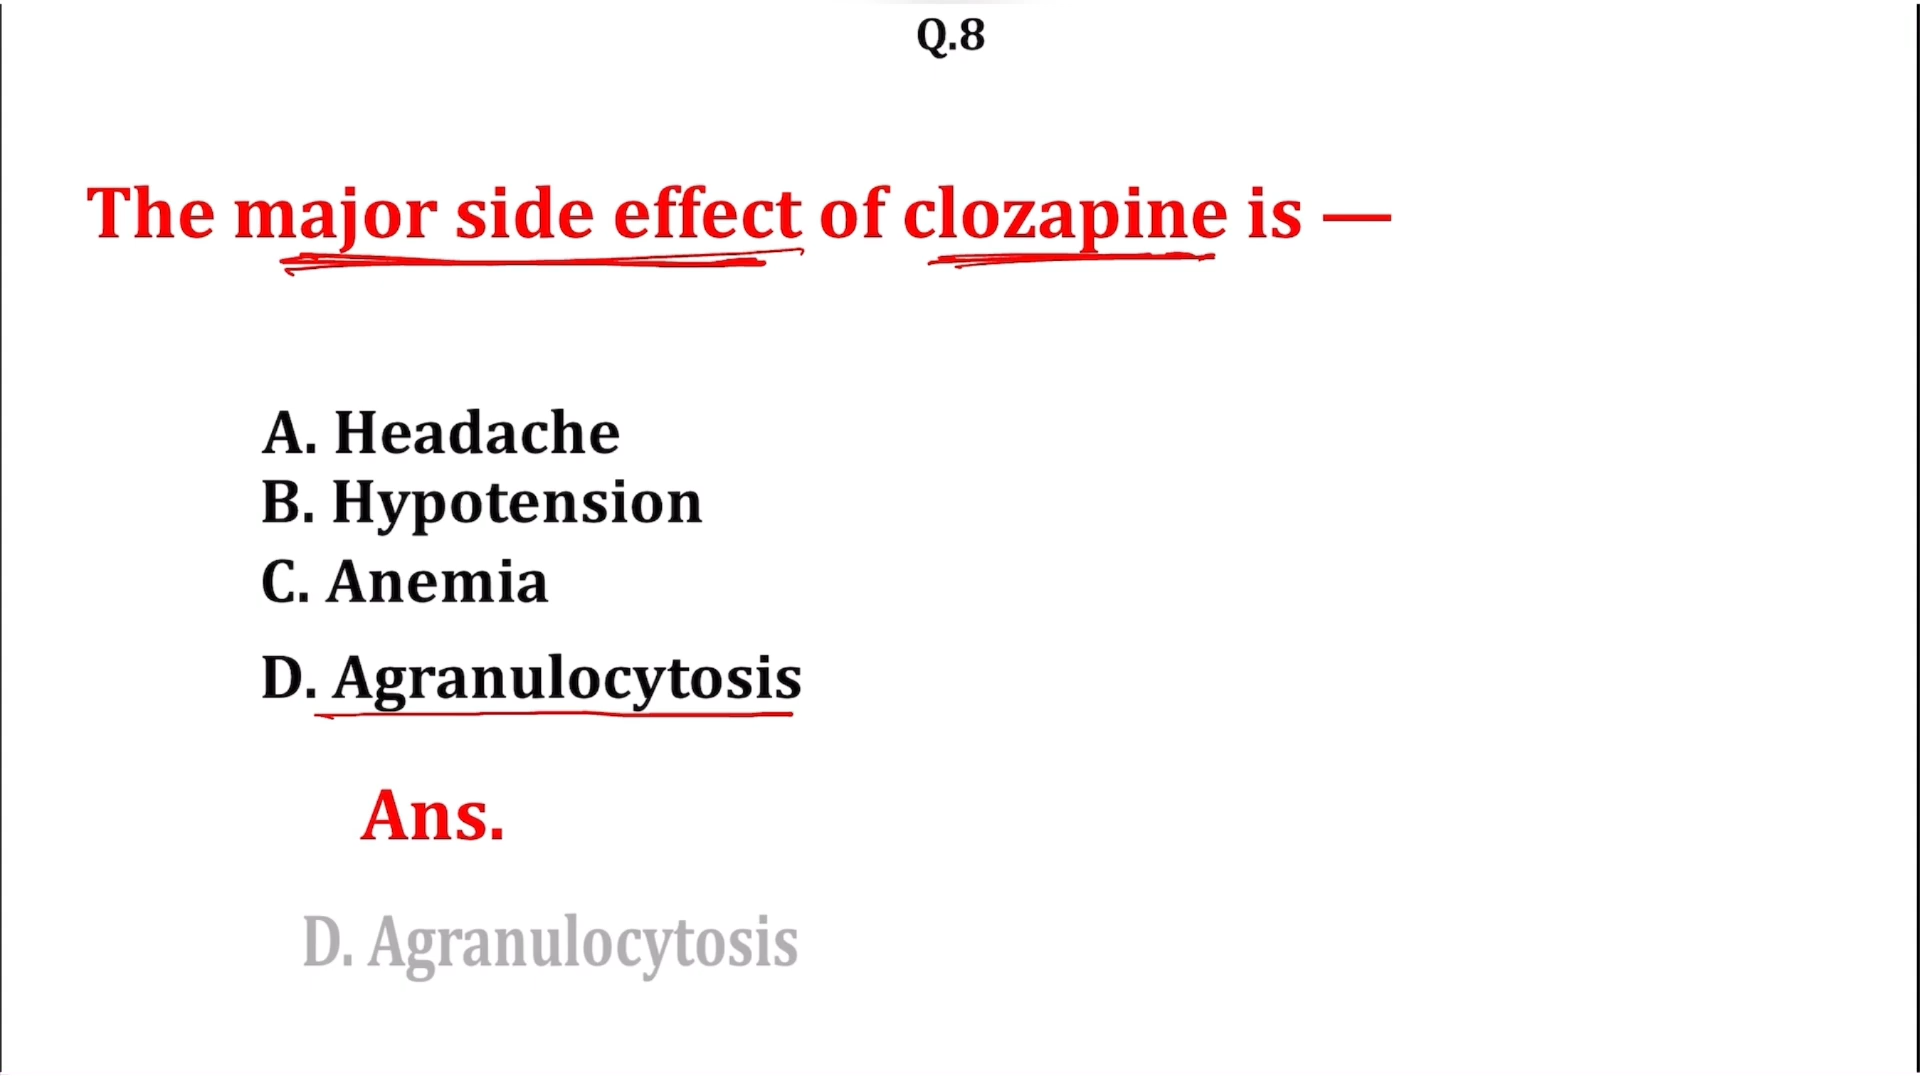 Q.8
The major side effect of clozapine is —
A. Headache
B. Hypotension
C. Anemia
D. Agranulocytosis
Ans.
D. Agranulocytosis